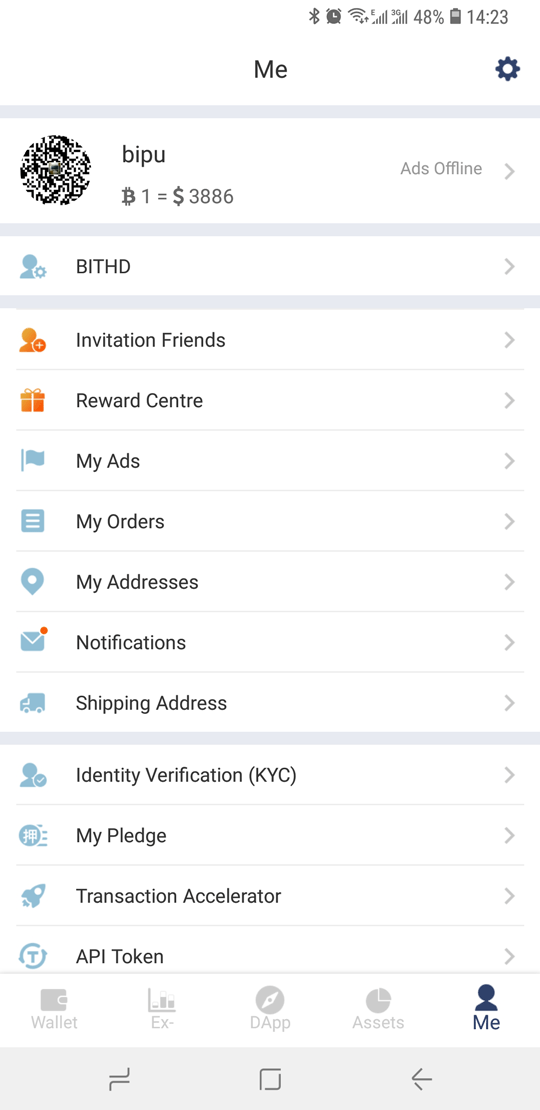 E 3G 48% 14:23
Me
bipu
Ads Offline
₿ 1 = $ 3886
BITHD
Invitation Friends
Reward Centre
My Ads
My Orders
My Addresses
Notifications
Shipping Address
Identity Verification (KYC)
押 My Pledge
Transaction Accelerator
T API Token
Wallet Ex- DApp Assets Me